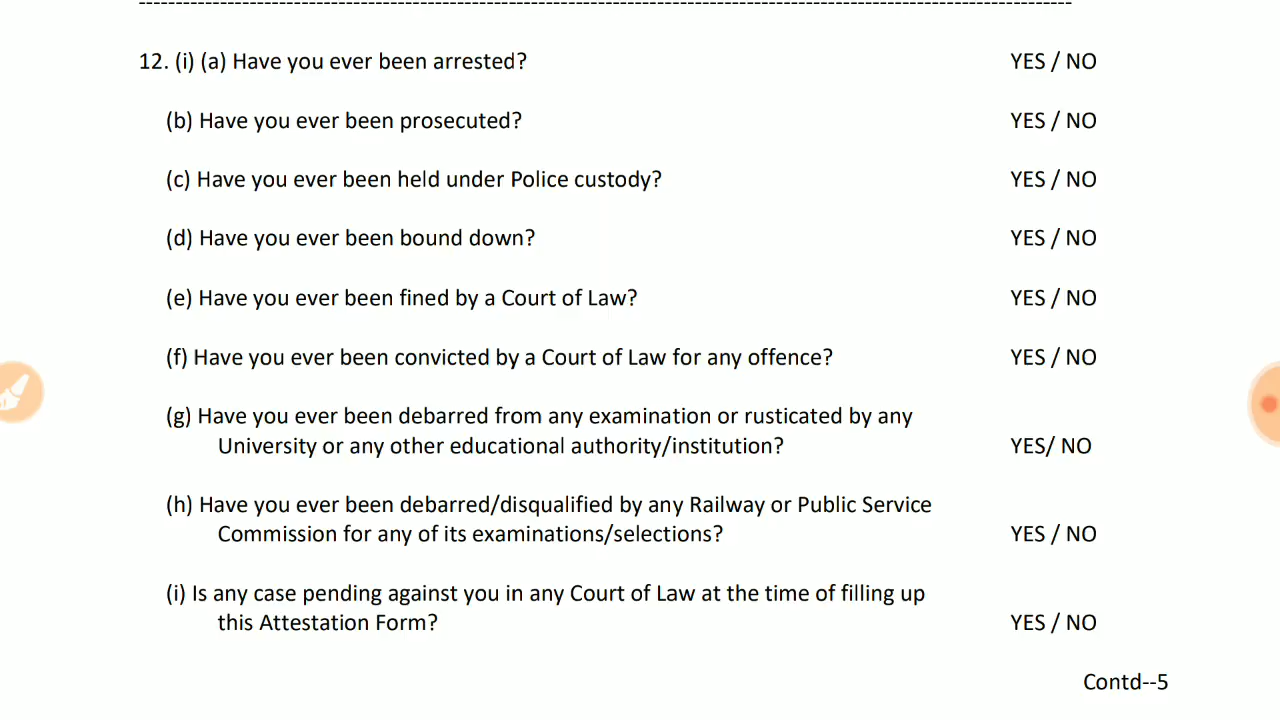 12. (i) (a) Have you ever been arrested? YES / NO
(b) Have you ever been prosecuted? YES / NO
(c) Have you ever been held under Police custody? YES / NO
(d) Have you ever been bound down? YES / NO
(e) Have you ever been fined by a Court of Law? YES / NO
(f) Have you ever been convicted by a Court of Law for any offence? YES / NO
(g) Have you ever been debarred from any examination or rusticated by any
University or any other educational authority/institution? YES/ NO
(h) Have you ever been debarred/disqualified by any Railway or Public Service
Commission for any of its examinations/selections? YES / NO
(i) Is any case pending against you in any Court of Law at the time of filling up
this Attestation Form? YES / NO
Contd--5